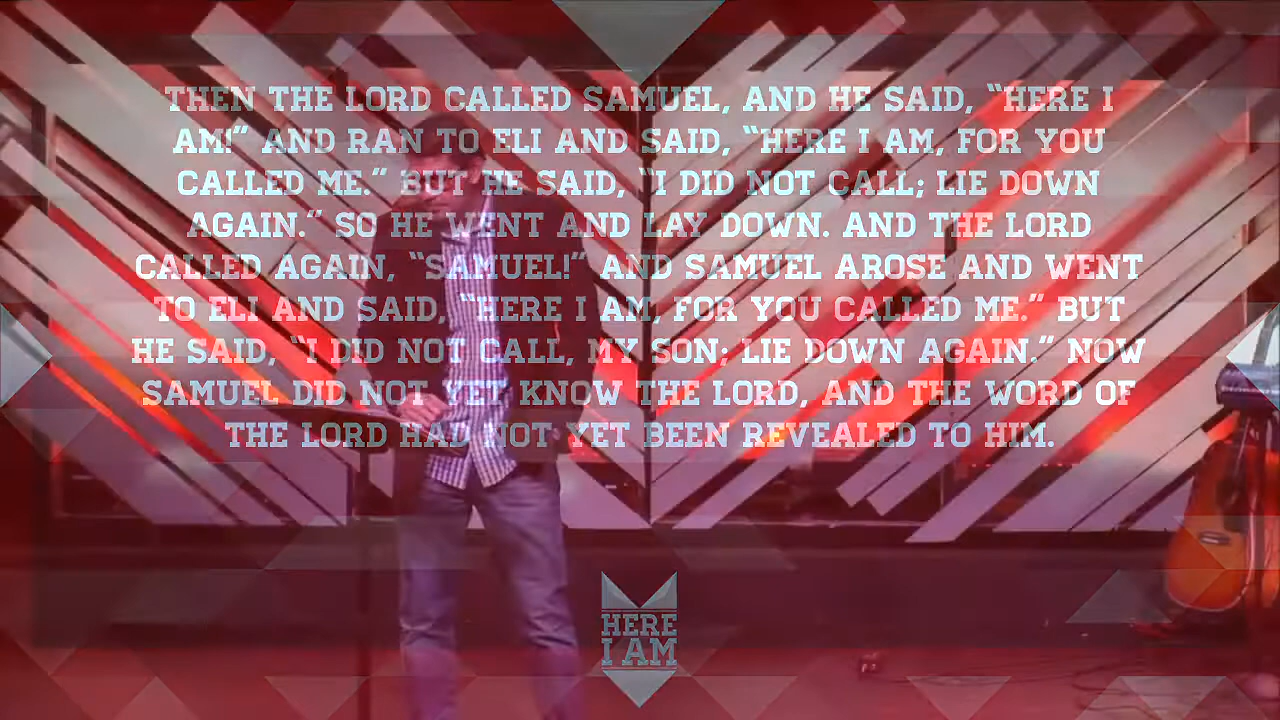 THEN THE LORD CALLED SAMUEL, AND HE SAID, “HERE I
AM!” AND RAN TO ELI AND SAID, “HERE I AM, FOR YOU
CALLED ME.” BUT HE SAID, “I DID NOT CALL; LIE DOWN
AGAIN.” SO HE WENT AND LAY DOWN. AND THE LORD
CALLED AGAIN, “SAMUEL!” AND SAMUEL AROSE AND WENT
TO ELI AND SAID, “HERE I AM, FOR YOU CALLED ME.” BUT
HE SAID, “I DID NOT CALL, MY SON; LIE DOWN AGAIN.” NOW
SAMUEL DID NOT YET KNOW THE LORD, AND THE WORD OF
THE LORD HAD NOT YET BEEN REVEALED TO HIM.
HERE
I AM